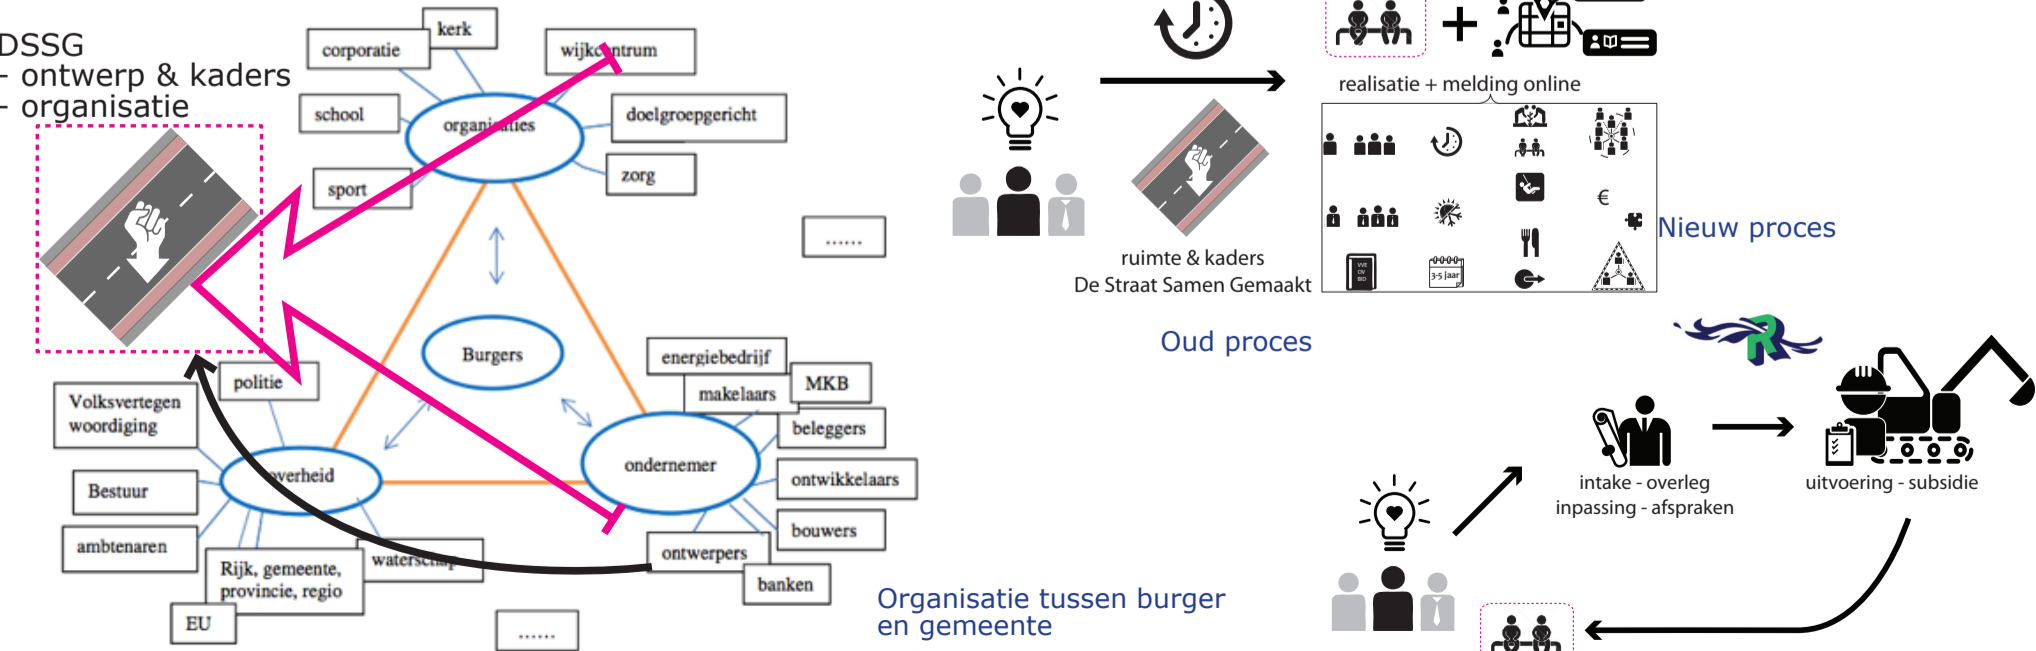 DSSG
- ontwerp & kaders
- organisatie
kerk
corporatie
wijkcentrum
school
organisaties
doelgroepgericht
sport
zorg
......
Burgers
energiebedrijf
makelaars
MKB
beleggers
politie
Volksvertegen
woordiging
overheid
ondernemer
ontwikkelaars
Bestuur
bouwers
ambtenaren
waterschap
ontwerpers
Rijk, gemeente,
provincie, regio
banken
EU
......
Organisatie tussen burger
en gemeente
realisatie + melding online
€
VVE
OV
BIO
3-5 jaar
ruimte & kaders
De Straat Samen Gemaakt
Nieuw proces
Oud proces
R
intake - overleg
inpassing - afspraken
uitvoering - subsidie